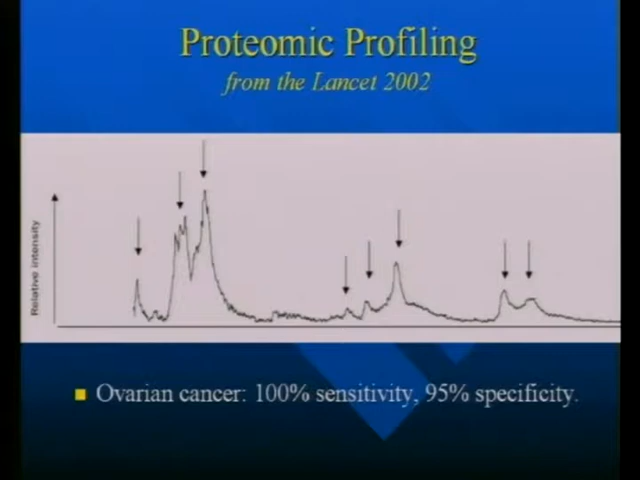 Proteomic Profiling
from the Lancet 2002
Relative intensity
Ovarian cancer: 100% sensitivity, 95% specificity.